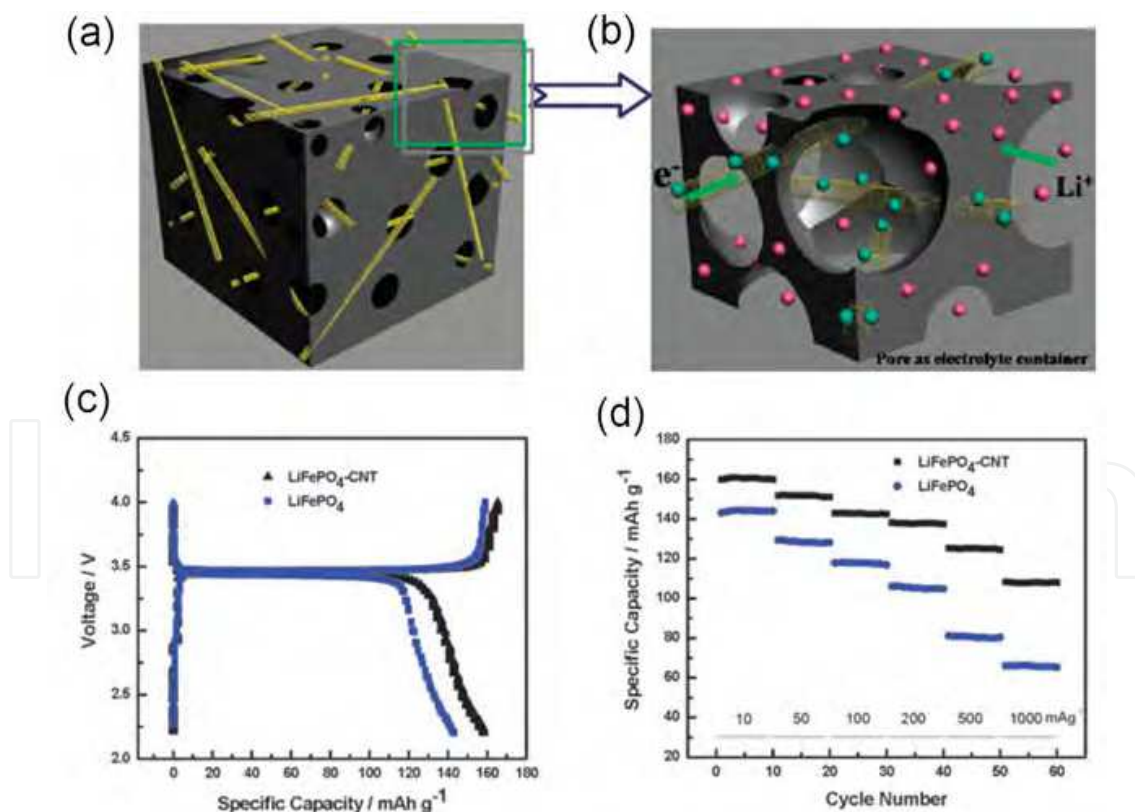 (a)
(b)
e-
Li+
Pore as electrolyte container
(c)
4.5
4.0
3.5
3.0
2.5
2.0
Voltage / V
LiFePO4-CNT
LiFePO4
0 20 40 60 80 100 120 140 160 180
Specific Capacity / mAh g-1
(d)
180
160
140
120
100
80
60
40
30
Specific Capacity / mAh g-1
LiFePO4-CNT
LiFePO4
10 50 100 200 500 1000 mAg-1
0 10 20 30 40 50 60
Cycle Number